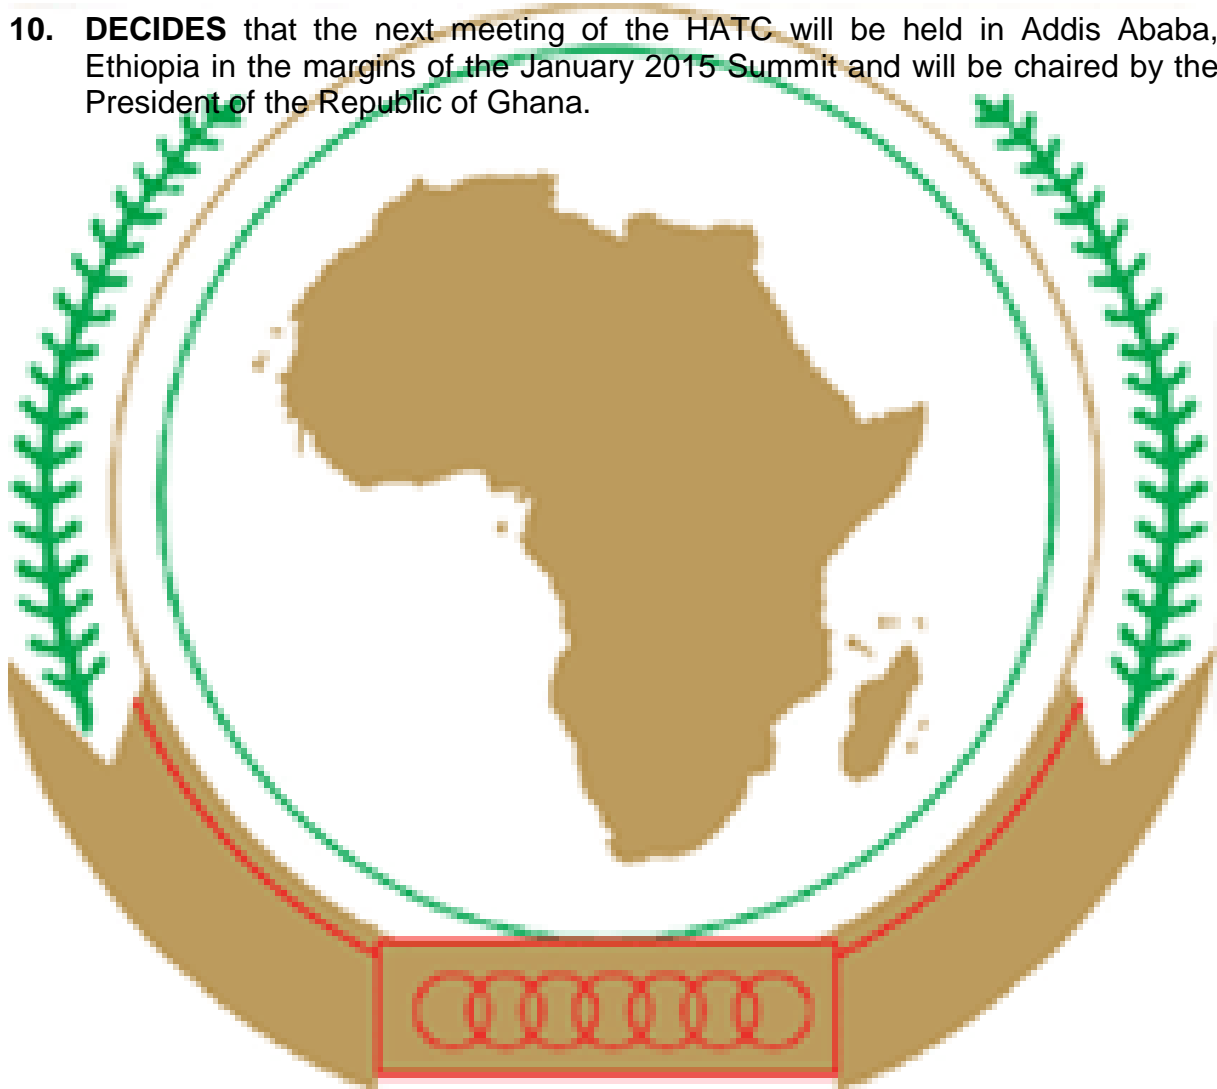 10. DECIDES that the next meeting of the HATC will be held in Addis Ababa,
Ethiopia in the margins of the January 2015 Summit and will be chaired by the
President of the Republic of Ghana.